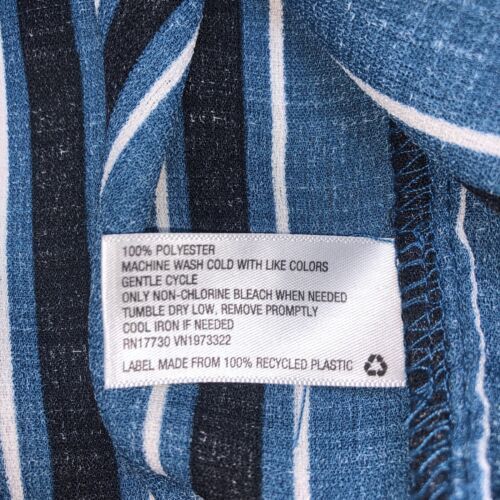 100% POLYESTER
MACHINE WASH COLD WITH LIKE COLORS
GENTLE CYCLE
ONLY NON-CHLORINE BLEACH WHEN NEEDED
TUMBLE DRY LOW, REMOVE PROMPTLY
COOL IRON IF NEEDED
RN17730 VN1973322
LABEL MADE FROM 100% RECYCLED PLASTIC